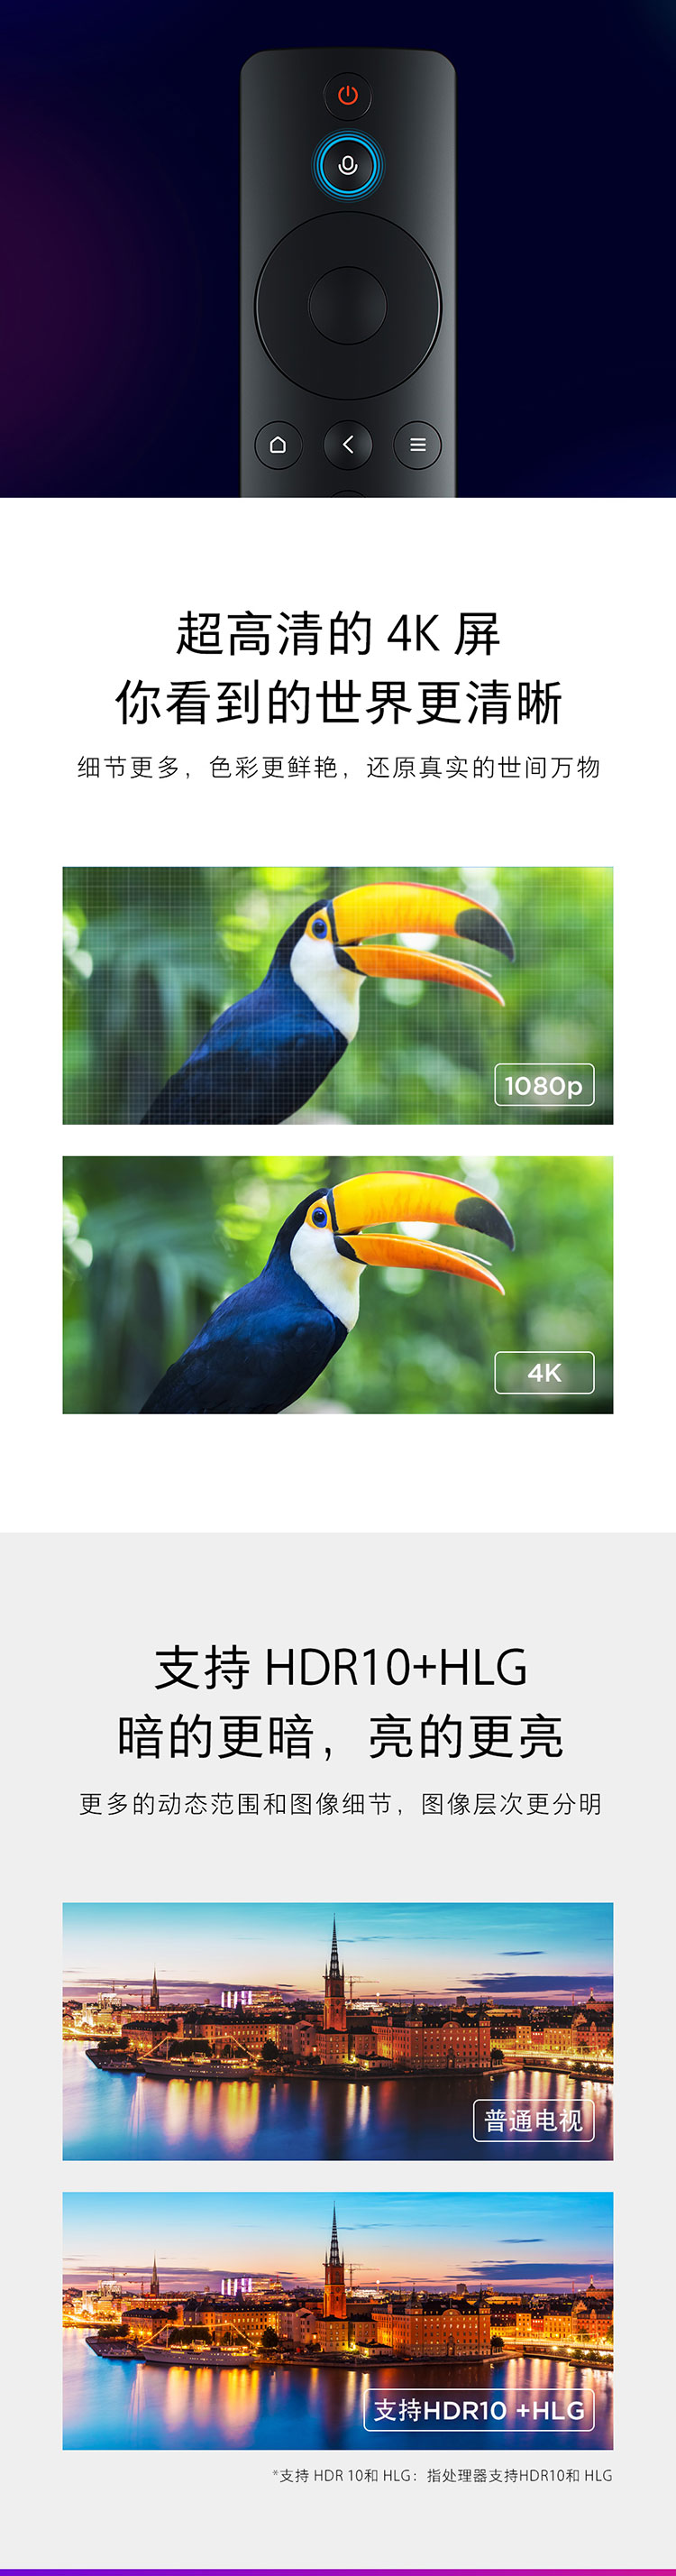 超高清的 4K 屏
你看到的世界更清晰
细节更多，色彩更鲜艳，还原真实的世间万物
1080p
4K
支持 HDR10+HLG
暗的更暗，亮的更亮
更多的动态范围和图像细节，图像层次更分明
普通电视
支持HDR10 +HLG
*支持 HDR 10和 HLG：指处理器支持HDR10和 HLG